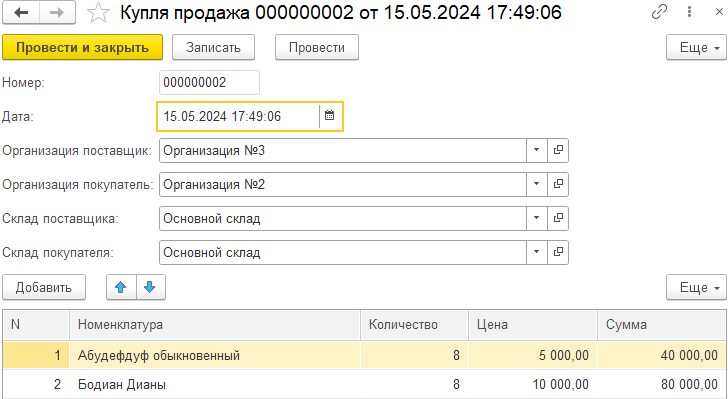 Купля продажа 000000002 от 15.05.2024 17:49:06
Провести и закрыть Записать Провести Еще
Номер: 000000002
Дата: 15.05.2024 17:49:06
Организация поставщик: Организация №3
Организация покупатель: Организация №2
Склад поставщика: Основной склад
Склад покупателя: Основной склад
Добавить Еще
N Номенклатура Количество Цена Сумма
1 Абудефдуф обыкновенный 8 5 000,00 40 000,00
2 Бодиан Дианы 8 10 000,00 80 000,00